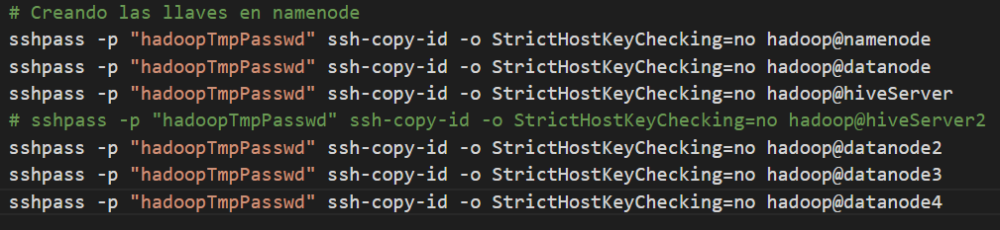 # Creando las llaves en namenode
sshpass -p "hadoopTmpPasswd" ssh-copy-id -o StrictHostKeyChecking=no hadoop@namenode
sshpass -p "hadoopTmpPasswd" ssh-copy-id -o StrictHostKeyChecking=no hadoop@datanode
sshpass -p "hadoopTmpPasswd" ssh-copy-id -o StrictHostKeyChecking=no hadoop@hiveServer
# sshpass -p "hadoopTmpPasswd" ssh-copy-id -o StrictHostKeyChecking=no hadoop@hiveServer2
sshpass -p "hadoopTmpPasswd" ssh-copy-id -o StrictHostKeyChecking=no hadoop@datanode2
sshpass -p "hadoopTmpPasswd" ssh-copy-id -o StrictHostKeyChecking=no hadoop@datanode3
sshpass -p "hadoopTmpPasswd" ssh-copy-id -o StrictHostKeyChecking=no hadoop@datanode4